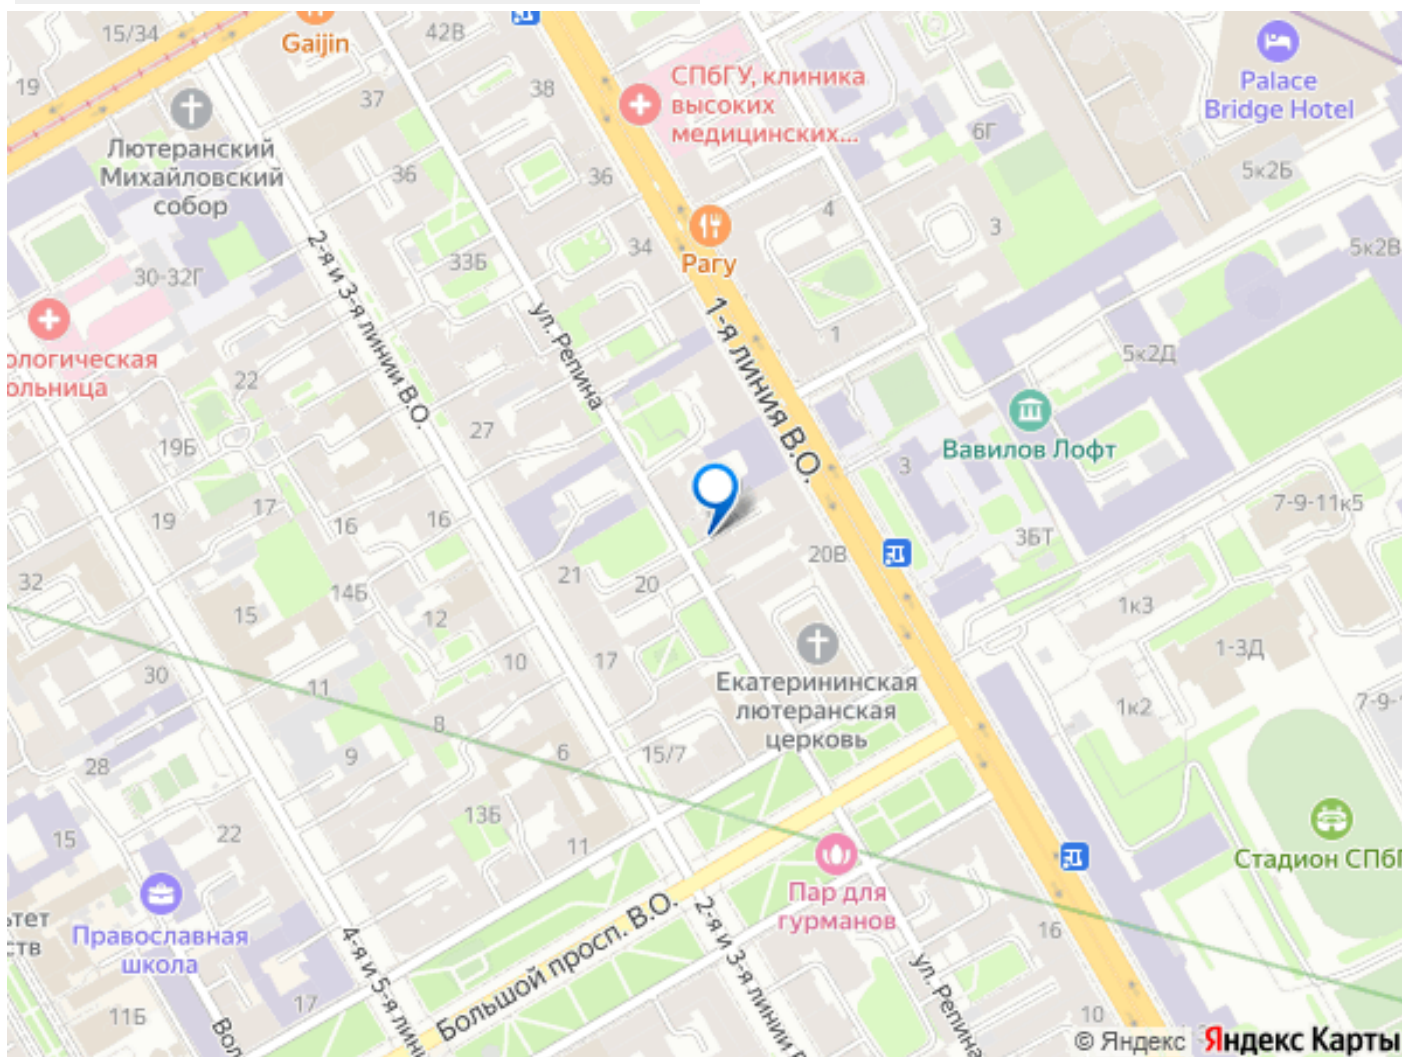 15/34
Gaijin
42В
19
37
38
СПбГУ, клиника
высоких
медицинских...
Palace
Bridge Hotel
6Г
5к2Б
Лютеранский
Михайловский
собор
36
36
4
3
5к2В
34
Рагу
30-32Г
33Б
2-я и 3-я линии В.О.
ул. Репина
1-я линия В.О.
1
5к2Д
ологическая
ольница
22
27
19Б
Вавилов Лофт
3
17
19
16
16
7-9-11к5
3БТ
20В
32
21
20
14Б
15
12
1к3
1-3Д
30
10
17
Екатерининская
лютеранская
церковь
11
8
1к2
7-9-
9
6
15/7
28
13Б
15
22
11
Стадион СПбГ
Пар для
гурманов
тет
ств
Православная
школа
4-я и 5-я лин
Большой просп. В.О.
2-я и 3-я линии
ул. Репина
16
17
11Б
Вол
10
© Яндекс Яндекс Карты